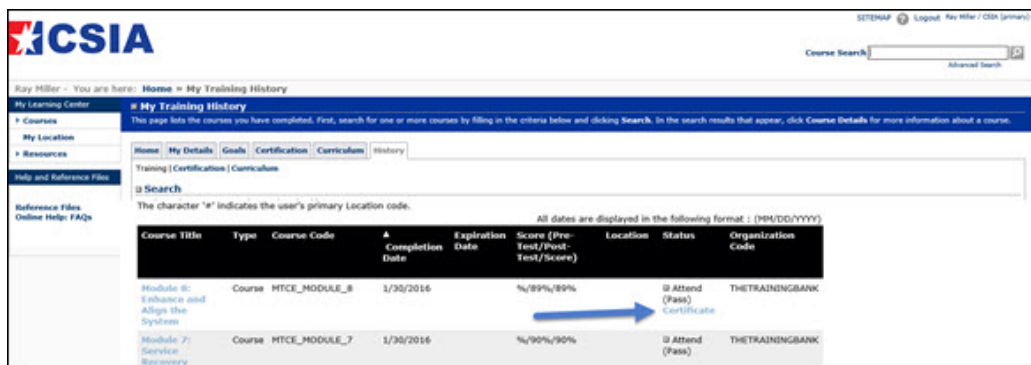 SITEMAP Logout Ray Miller / CSIA (primary)
CSIA
Course Search
Advanced Search
Ray Miller - You are here: Home » My Training History
My Learning Center
My Training History
Courses
This page lists the courses you have completed. First, search for one or more courses by filling in the criteria below and clicking Search. In the search results that appear, click Course Details for more information about a course.
My Location
Resources
Home My Details Goals Certification Curriculum History
Training | Certification | Curriculum
Help and Reference Files
Search
Reference Files
Online Help: FAQs
The character '#' indicates the user's primary Location code.
All dates are displayed in the following format : (MM/DD/YYYY)
Course Title Type Course Code Completion Date Expiration Date Score (Pre-Test/Post-Test/Score) Location Status Organization Code
Module 8: Enhance and Align the System Course MTCE_MODULE_8 1/30/2016 %/89%/89% Attend (Pass) Certificate THETRAININGBANK
Module 7: Service Recovery Course MTCE_MODULE_7 1/30/2016 %/90%/90% Attend (Pass) THETRAININGBANK